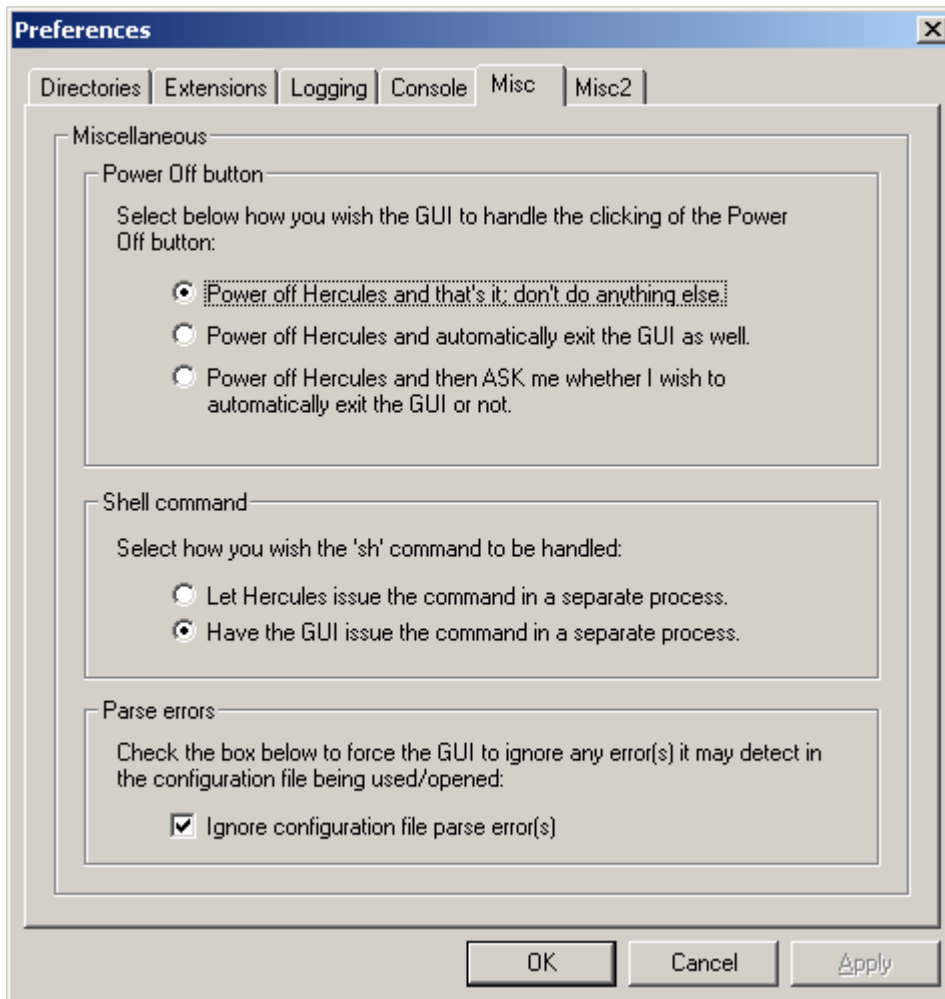 Preferences
Directories Extensions Logging Console Misc Misc2
Miscellaneous
Power Off button
Select below how you wish the GUI to handle the clicking of the Power
Off button:
Power off Hercules and that's it; don't do anything else.
Power off Hercules and automatically exit the GUI as well.
Power off Hercules and then ASK me whether I wish to
automatically exit the GUI or not.
Shell command
Select how you wish the 'sh' command to be handled:
Let Hercules issue the command in a separate process.
Have the GUI issue the command in a separate process.
Parse errors
Check the box below to force the GUI to ignore any error(s) it may detect in
the configuration file being used/opened:
Ignore configuration file parse error(s)
OK Cancel Apply